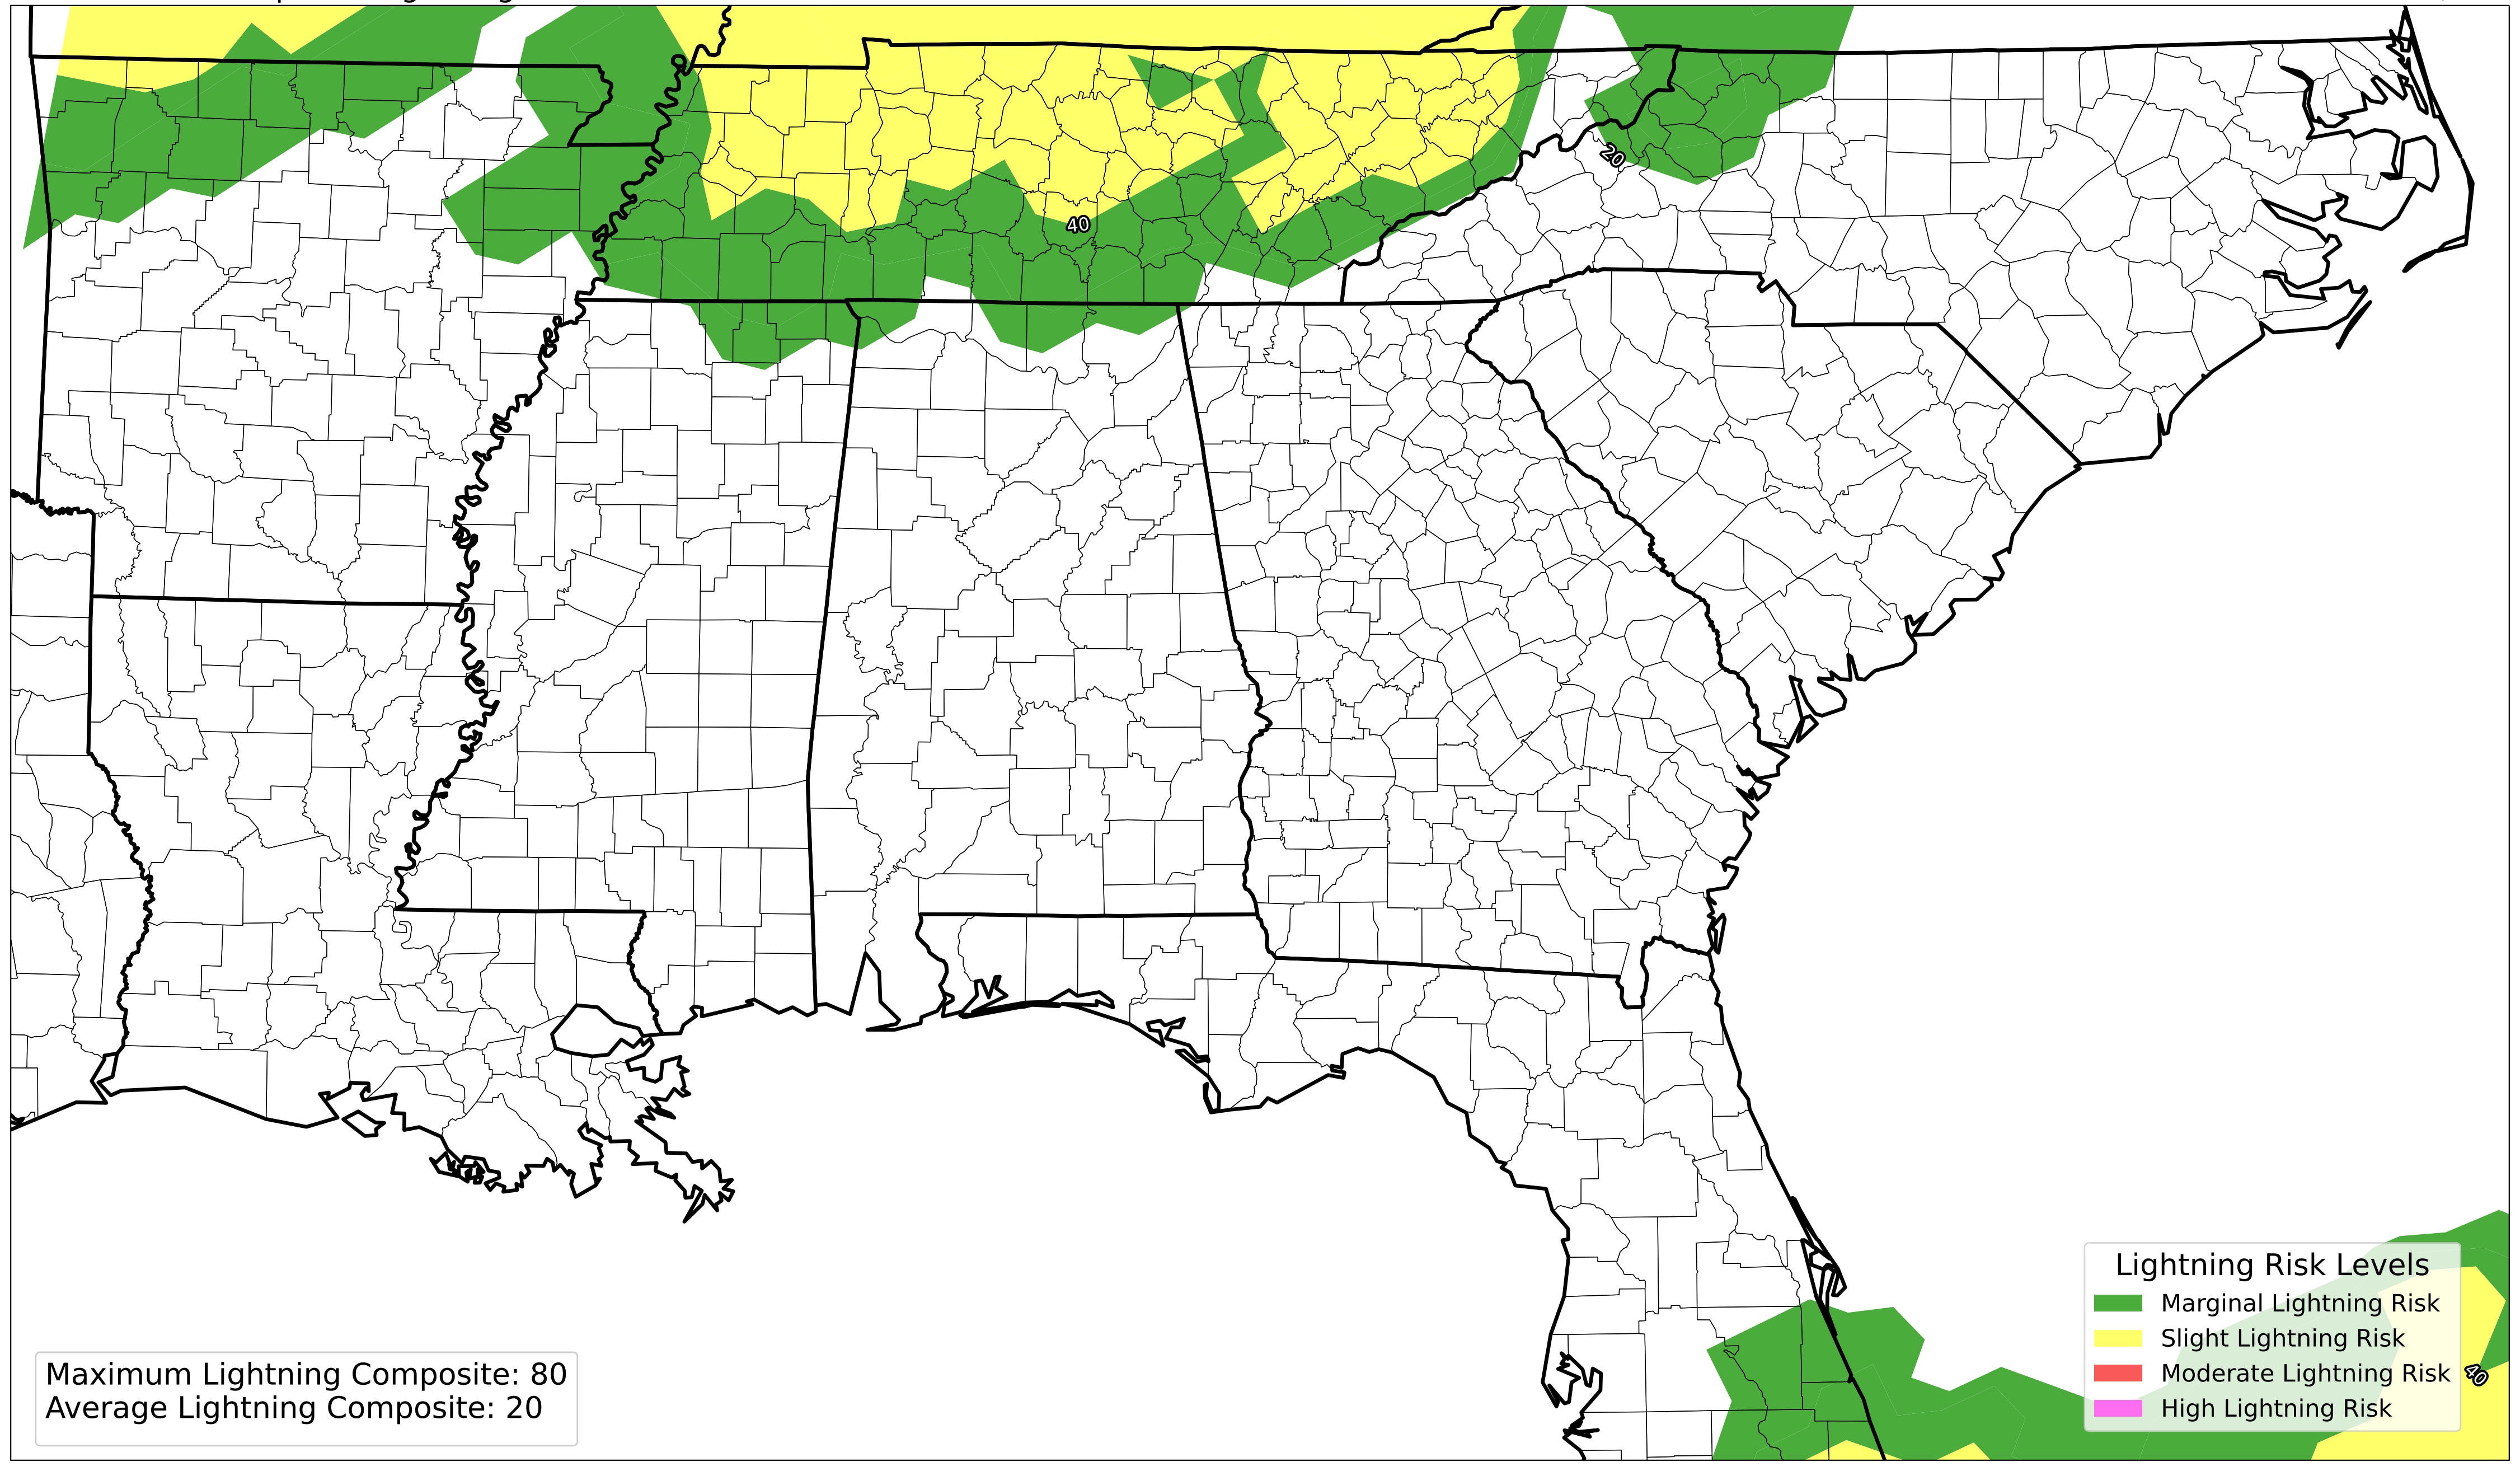 20
40
Lightning Risk Levels
Marginal Lightning Risk
Slight Lightning Risk
Moderate Lightning Risk
High Lightning Risk
40
Maximum Lightning Composite: 80
Average Lightning Composite: 20